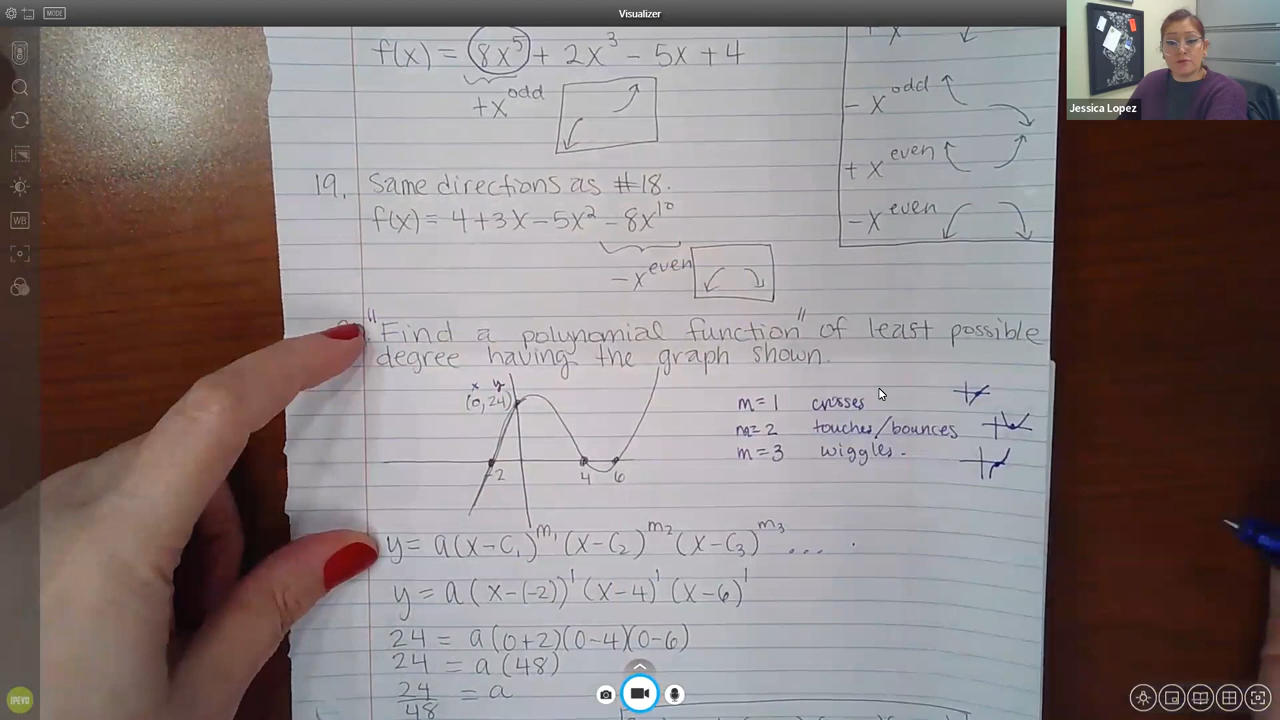 MODE
Visualizer
Jessica Lopez
f(x) = 8x^5 + 2x^3 - 5x + 4
+x^odd
- x^odd
+ x^even
-x^even
19. Same directions as #18.
f(x) = 4+3x-5x^2 -8x^10
-x^even
"Find a polynomial function" of least possible
degree having the graph shown.
x y
(0,24)
-2 4 6
m=1 crosses
m=2 touches/bounces
m=3 wiggles.
y= a(x-c₁)^m₁ (x-c₂)^m₂ (x-c₃)^m₃ ...
y = a(x-(-2))^1 (x-4)^1 (x-6)^1
24 = a(0+2)(0-4)(0-6)
24 = a(48)
24/48 = a
WB
IPEVO